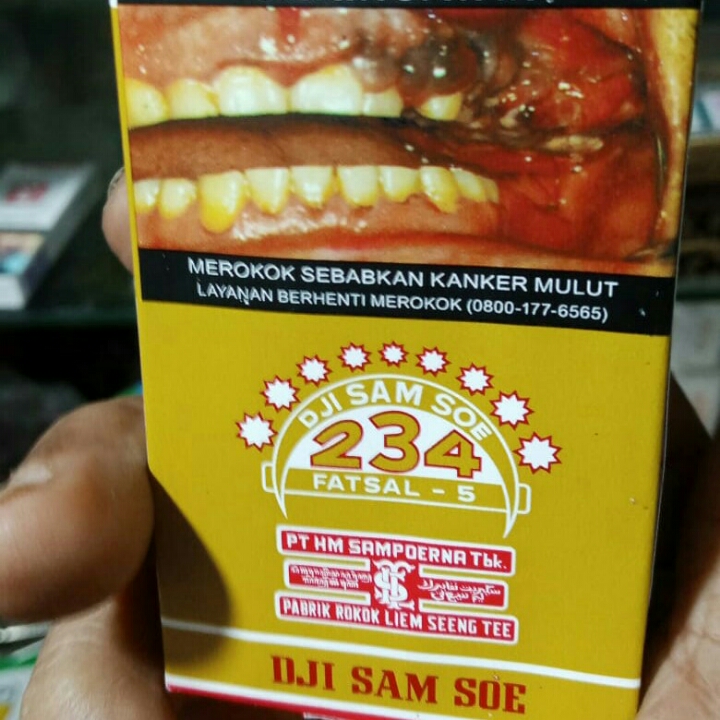 MEROKOK SEBABKAN KANKER MULUT
LAYANAN BERHENTI MEROKOK (0800-177-6565)
DJI SAM SOE
234
FATSAL - 5
PT HM SAMPOERNA Tbk.
PABRIK ROKOK LIEM SEENG TEE
DJI SAM SOE